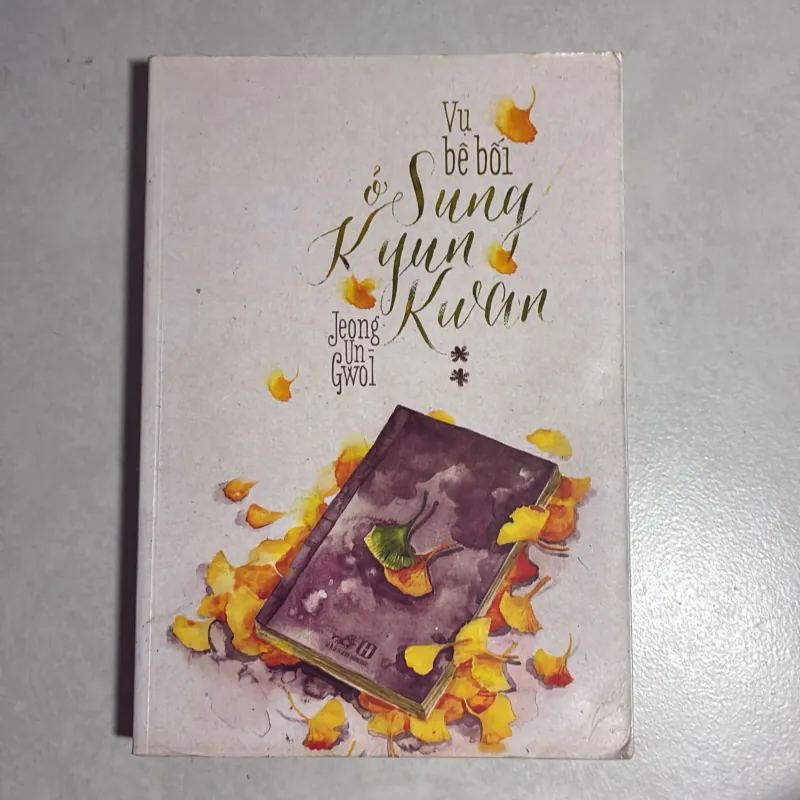 Vụ
bê bối
ở Sung
Kyun
Kwan
Jeong
Un-
Gwol
**